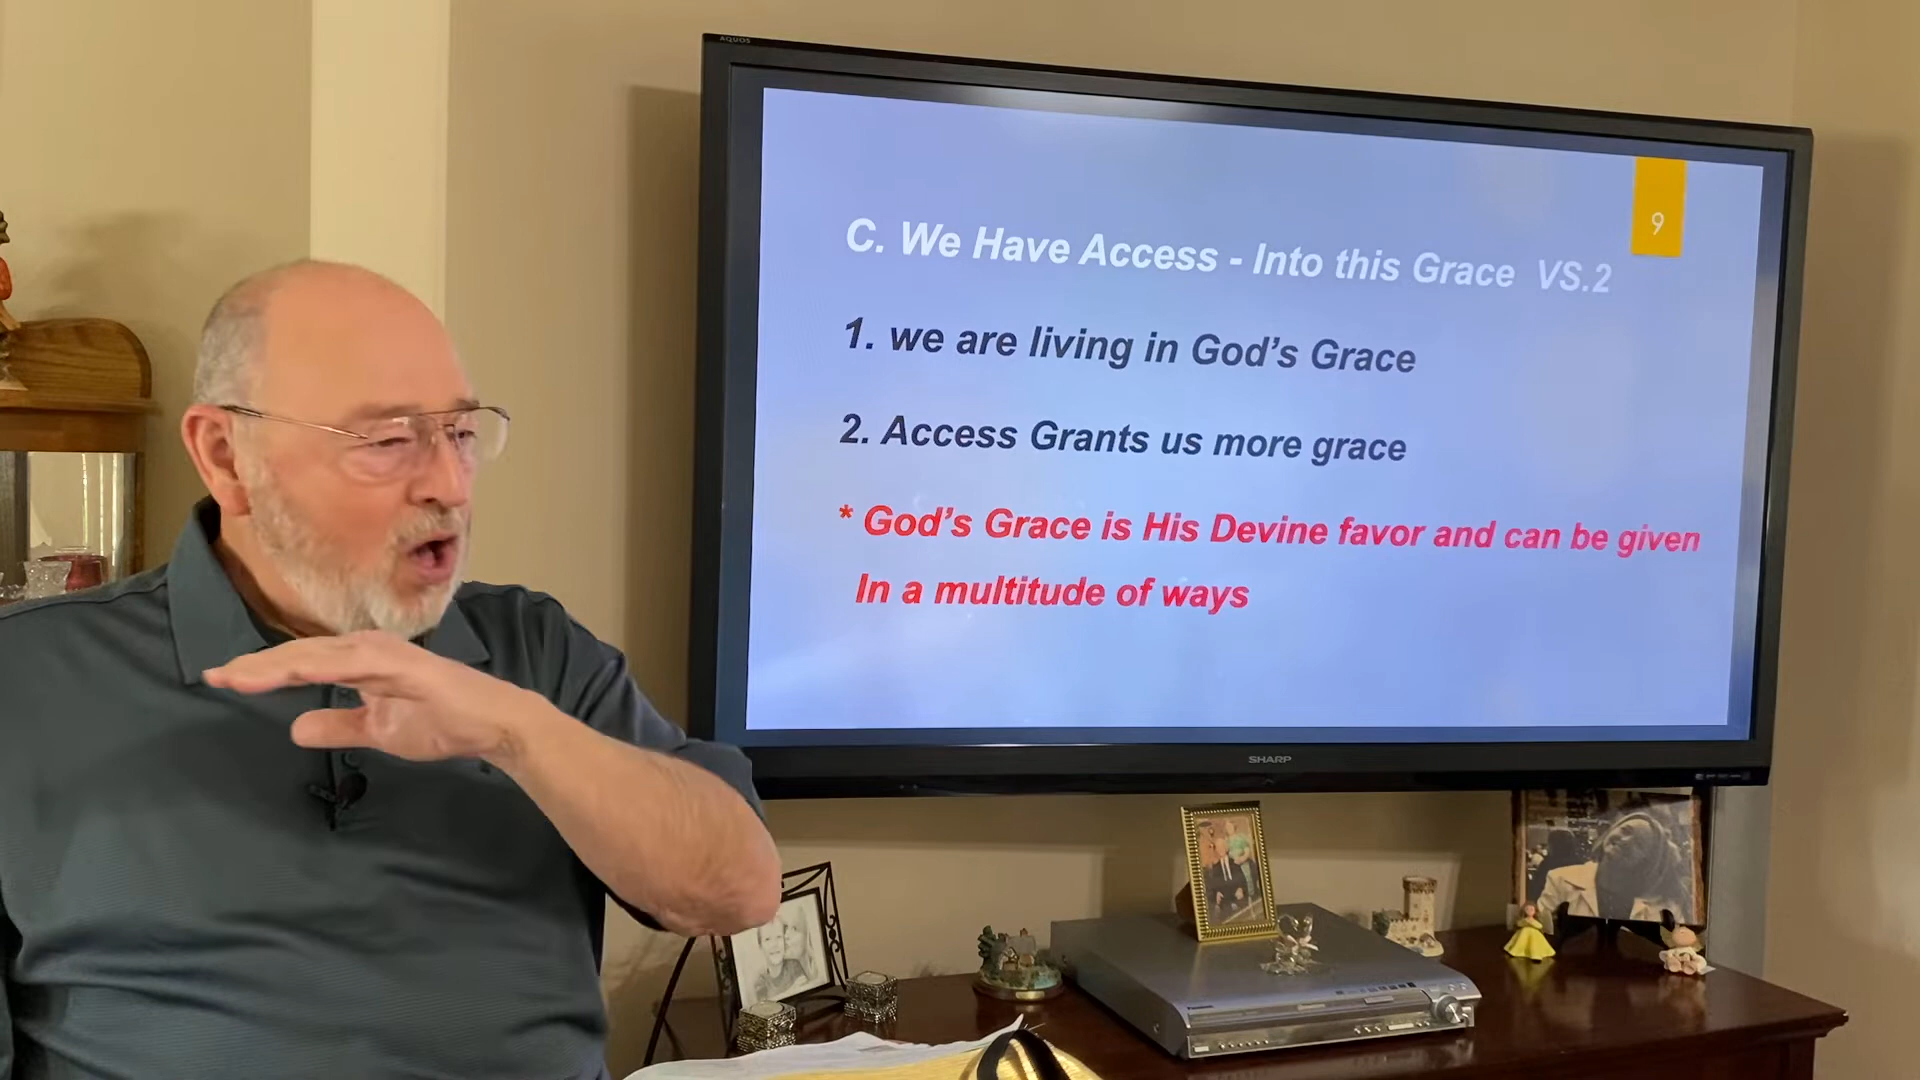 AQUOS
9
C. We Have Access - Into this Grace VS.2
1. we are living in God's Grace
2. Access Grants us more grace
* God's Grace is His Devine favor and can be given
In a multitude of ways
SHARP